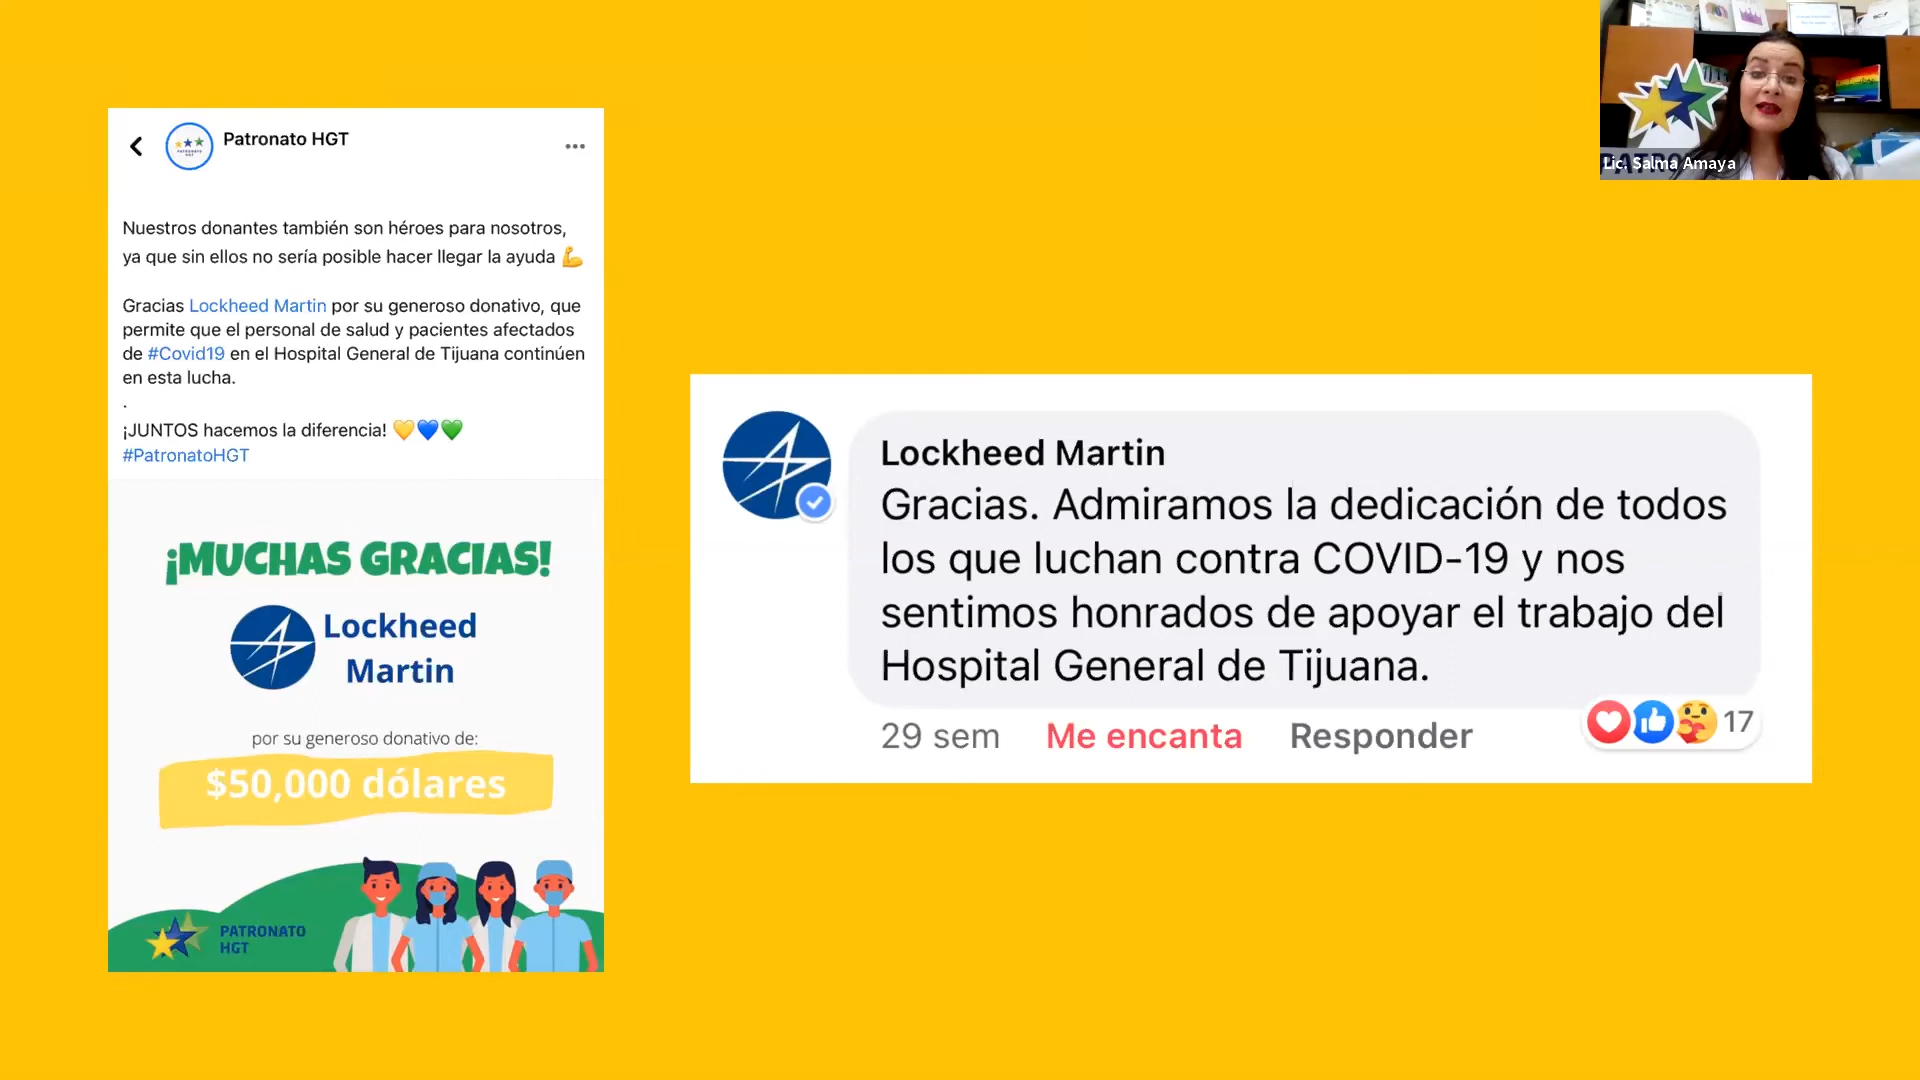 Patronato HGT
Nuestros donantes también son héroes para nosotros,
ya que sin ellos no sería posible hacer llegar la ayuda 💪
Gracias Lockheed Martin por su generoso donativo, que
permite que el personal de salud y pacientes afectados
de #Covid19 en el Hospital General de Tijuana continúen
en esta lucha.
.
¡JUNTOS hacemos la diferencia! 💛💙💚
#PatronatoHGT
¡MUCHAS GRACIAS!
Lockheed
Martin
por su generoso donativo de:
$50,000 dólares
PATRONATO
HGT
Lockheed Martin
Gracias. Admiramos la dedicación de todos
los que luchan contra COVID-19 y nos
sentimos honrados de apoyar el trabajo del
Hospital General de Tijuana.
29 sem Me encanta Responder
17
Lic. Salma Amaya